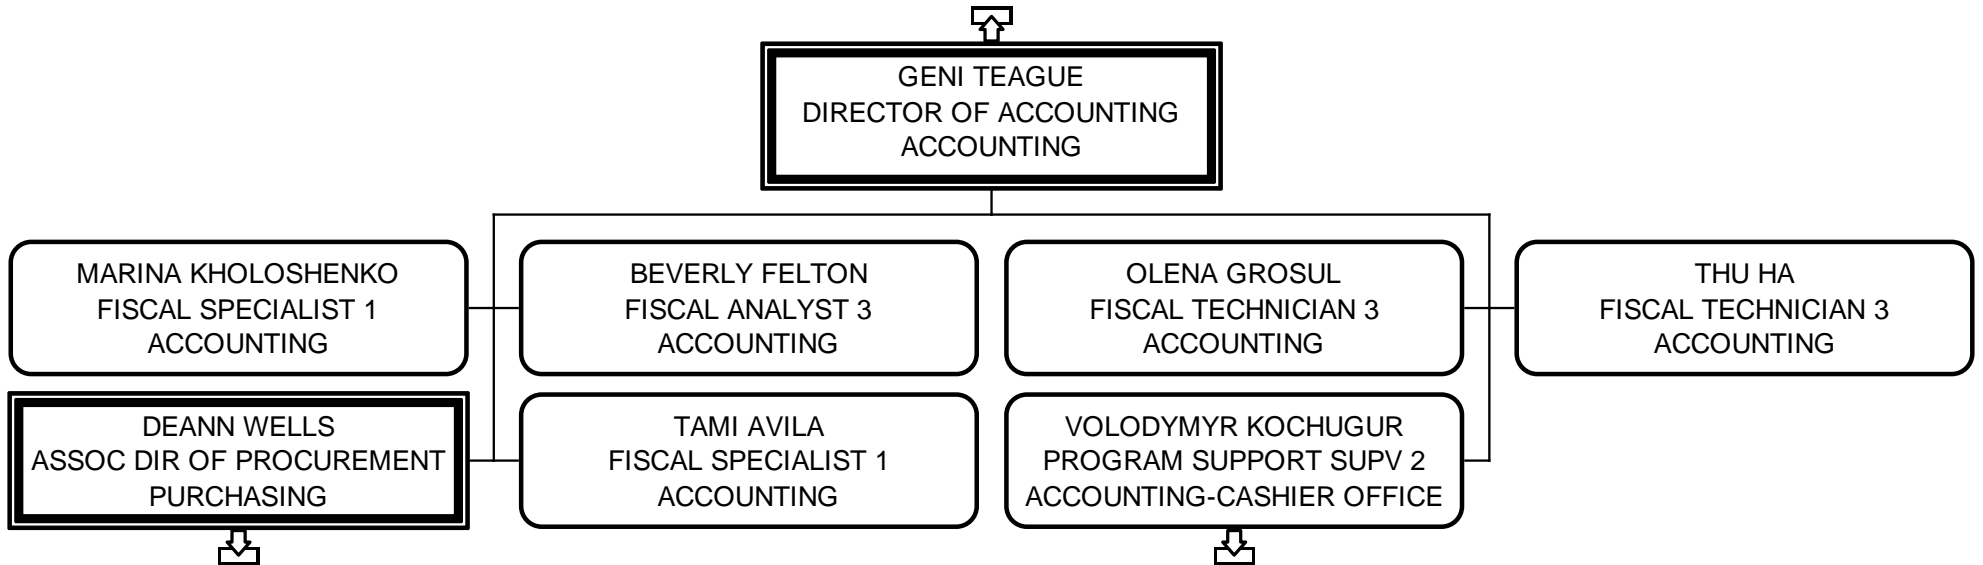 GENI TEAGUE
DIRECTOR OF ACCOUNTING
ACCOUNTING
MARINA KHOLOSHENKO
FISCAL SPECIALIST 1
ACCOUNTING
BEVERLY FELTON
FISCAL ANALYST 3
ACCOUNTING
OLENA GROSUL
FISCAL TECHNICIAN 3
ACCOUNTING
THU HA
FISCAL TECHNICIAN 3
ACCOUNTING
DEANN WELLS
ASSOC DIR OF PROCUREMENT
PURCHASING
TAMI AVILA
FISCAL SPECIALIST 1
ACCOUNTING
VOLODYMYR KOCHUGUR
PROGRAM SUPPORT SUPV 2
ACCOUNTING-CASHIER OFFICE